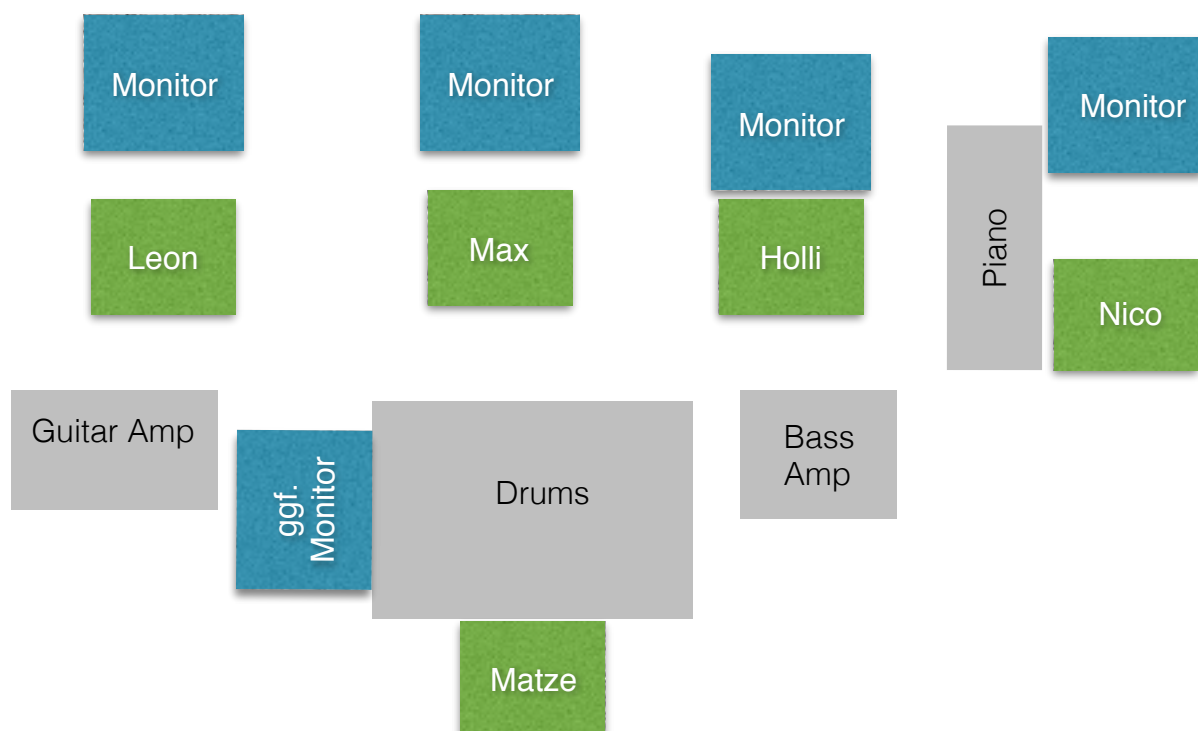 Monitor
Monitor
Monitor
Monitor
Leon
Max
Holli
Piano
Nico
Guitar Amp
ggf.
Monitor
Drums
Bass
Amp
Matze